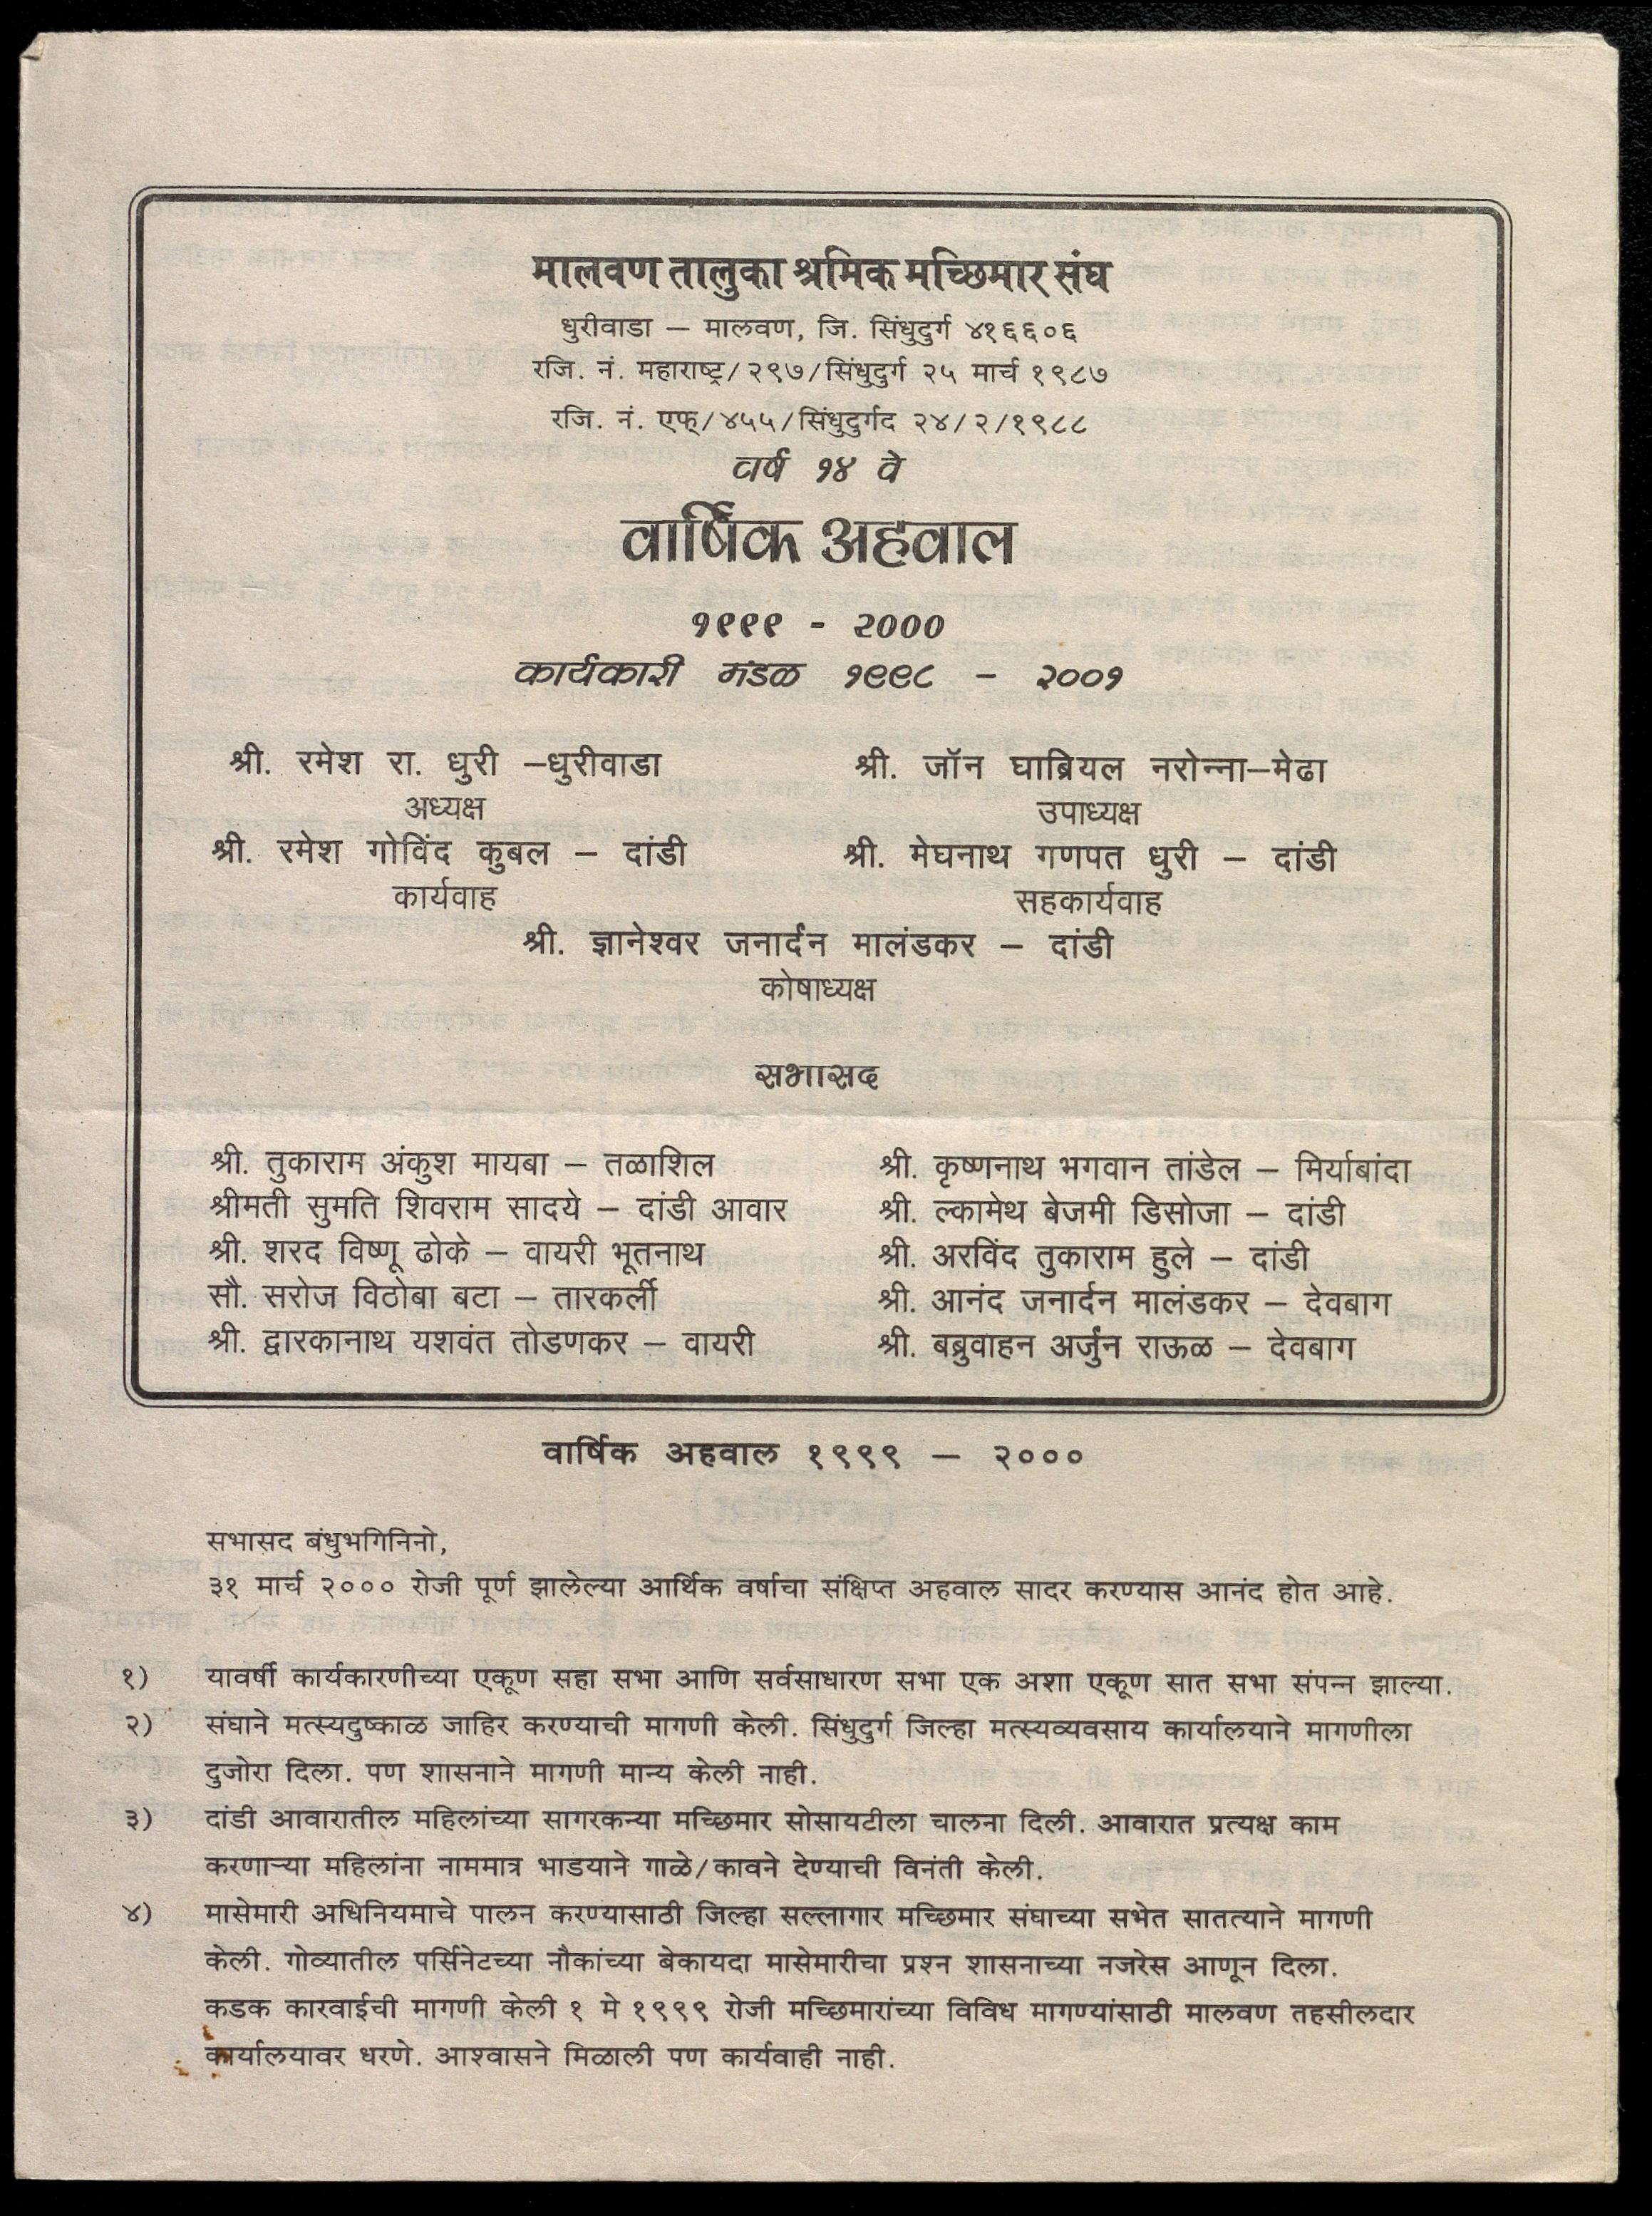 मालवण तालुका श्रमिक मच्छिमार संघ
धुरीवाडा – मालवण, जि. सिंधुदुर्ग ४१६६०६
रजि. नं. महाराष्ट्र/२९७/सिंधुदुर्ग २५ मार्च १९८७
रजि. नं. एफ्/४५५/सिंधुदुर्गद २४/२/१९८८
वर्ष १४ वे
वार्षिक अहवाल
१९९९ - २000
कार्यकारी मंडळ १९९८ - २००१
श्री. रमेश रा. धुरी –धुरीवाडा श्री. जॉन घाब्रियल नरोन्ना–मेढा
अध्यक्ष उपाध्यक्ष
श्री. रमेश गोविंद कुबल – दांडी श्री. मेघनाथ गणपत धुरी – दांडी
कार्यवाह सहकार्यवाह
श्री. ज्ञानेश्वर जनार्दन मालंडकर – दांडी
कोषाध्यक्ष
सभासद
श्री. तुकाराम अंकुश मायबा – तळाशिल श्री. कृष्णनाथ भगवान तांडेल – मिर्याबांदा
श्रीमती सुमति शिवराम सादये – दांडी आवार श्री. ल्कामेथ बेजमी डिसोजा – दांडी
श्री. शरद विष्णू ढोके – वायरी भूतनाथ श्री. अरविंद तुकाराम हुले – दांडी
सौ. सरोज विठोबा बटा – तारकर्ली श्री. आनंद जनार्दन मालंडकर – देवबाग
श्री. द्वारकानाथ यशवंत तोडणकर – वायरी श्री. बब्रुवाहन अर्जुन राऊळ – देवबाग
वार्षिक अहवाल १९९९ – २०००
सभासद बंधुभगिनिनो,
३१ मार्च २००० रोजी पूर्ण झालेल्या आर्थिक वर्षाचा संक्षिप्त अहवाल सादर करण्यास आनंद होत आहे.
१) यावर्षी कार्यकारणीच्या एकूण सहा सभा आणि सर्वसाधारण सभा एक अशा एकूण सात सभा संपन्न झाल्या.
२) संघाने मत्स्यदुष्काळ जाहिर करण्याची मागणी केली. सिंधुदुर्ग जिल्हा मत्स्यव्यवसाय कार्यालयाने मागणीला
दुजोरा दिला. पण शासनाने मागणी मान्य केली नाही.
३) दांडी आवारातील महिलांच्या सागरकन्या मच्छिमार सोसायटीला चालना दिली. आवारात प्रत्यक्ष काम
करणाऱ्या महिलांना नाममात्र भाडयाने गाळे/कावने देण्याची विनंती केली.
४) मासेमारी अधिनियमाचे पालन करण्यासाठी जिल्हा सल्लागार मच्छिमार संघाच्या सभेत सातत्याने मागणी
केली. गोव्यातील पर्सिनेटच्या नौकांच्या बेकायदा मासेमारीचा प्रश्न शासनाच्या नजरेस आणून दिला.
कडक कारवाईची मागणी केली १ मे १९९९ रोजी मच्छिमारांच्या विविध मागण्यांसाठी मालवण तहसीलदार
कार्यालयावर धरणे. आश्वासने मिळाली पण कार्यवाही नाही.